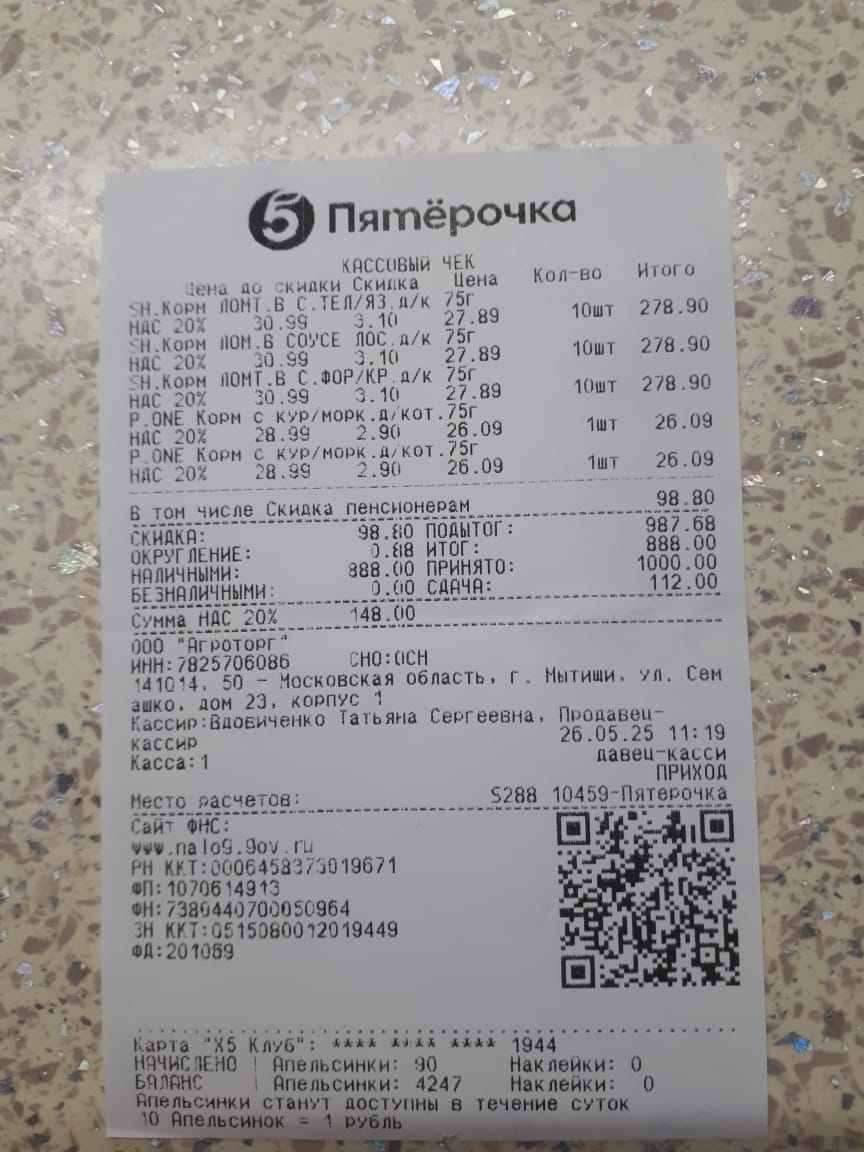 5 Пятёрочка
КАССОВЫЙ ЧЕК
Цена до скидки Скидка Цена Кол-во Итого
SH.Корм ЛОМТ.В С.ТЕЛ/ЯЗ.д/к 75г
НДС 20% 30.99 3.10 27.89 10шт 278.90
SH.Корм ЛОМ.В СОУСЕ ЛОС.д/к 75г
НДС 20% 30.99 3.10 27.89 10шт 278.90
SH.Корм ЛОМТ.В С.ФОР/КР.д/к 75г
НДС 20% 30.99 3.10 27.89 10шт 278.90
P.ONE Корм с кур/морк.д/кот.75г
НДС 20% 28.99 2.90 26.09 1шт 26.09
P.ONE Корм с кур/морк.д/кот.75г
НДС 20% 28.99 2.90 26.09 1шт 26.09
В том числе Скидка пенсионерам 98.80
СКИДКА: 98.80 ПОДЫТОГ: 987.68
ОКРУГЛЕНИЕ: 0.88 ИТОГ: 888.00
НАЛИЧНЫМИ: 888.00 ПРИНЯТО: 1000.00
БЕЗНАЛИЧНЫМИ: 0.00 СДАЧА: 112.00
Сумма НДС 20% 148.00
ООО "Агроторг"
ИНН:7825706086 СНО:ОСН
141014, 50 - Московская область, г. Мытищи, ул. Сем
ашко, дом 23, корпус 1
Кассир:Вдовиченко Татьяна Сергеевна, Продавец-
кассир 26.05.25 11:19
Касса:1 давец-касси
ПРИХОД
Место расчетов: S288 10459-Пятерочка
Сайт ФНС:
www.nalog.gov.ru
РН ККТ:0006458373019671
ФП:1070614913
ФН:7380440700050964
ЗН ККТ:0515080012019449
ФД:201069
Карта "Х5 Клуб": **** **** **** 1944
НАЧИСЛЕНО | Апельсинки: 90 Наклейки: 0
БАЛАНС | Апельсинки: 4247 Наклейки: 0
Апельсинки станут доступны в течение суток
10 Апельсинок = 1 рубль